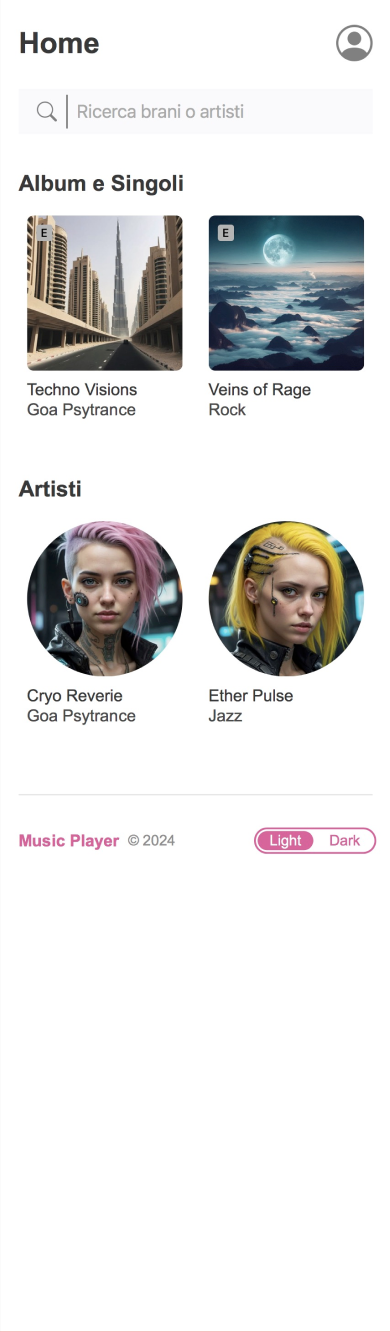 Home
Ricerca brani o artisti
Album e Singoli
E
E
Techno Visions
Goa Psytrance
Veins of Rage
Rock
Artisti
Cryo Reverie
Goa Psytrance
Ether Pulse
Jazz
Music Player © 2024
Light Dark